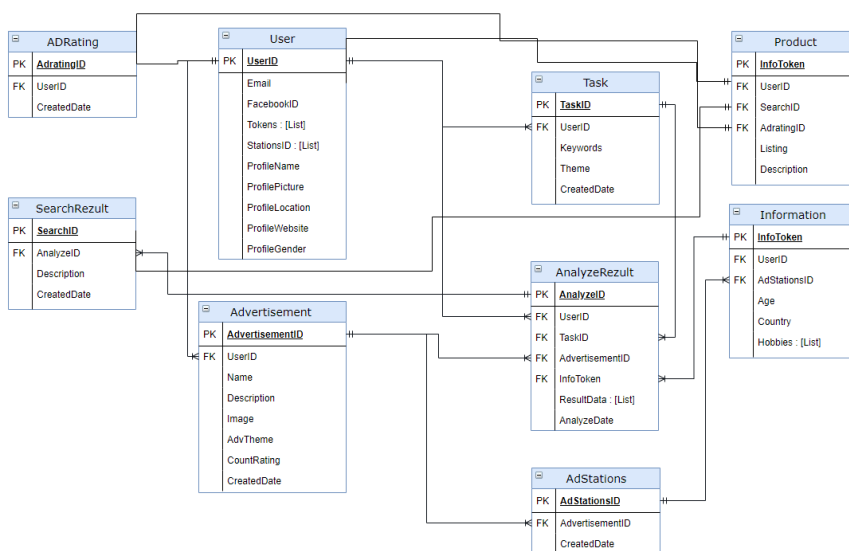 ADRating
PK AdratingID
FK UserID
CreatedDate
User
PK UserID
Email
FacebookID
Tokens : [List]
StationsID : [List]
ProfileName
ProfilePicture
ProfileLocation
ProfileWebsite
ProfileGender
Task
PK TaskID
FK UserID
Keywords
Theme
CreatedDate
Product
PK InfoToken
FK UserID
FK SearchID
FK AdratingID
Listing
Description
SearchRezult
PK SearchID
FK AnalyzeID
Description
CreatedDate
Information
PK InfoToken
FK UserID
FK AdStationsID
Age
Country
Hobbies : [List]
AnalyzeRezult
PK AnalyzeID
FK UserID
FK TaskID
FK AdvertisementID
FK InfoToken
ResultData : [List]
AnalyzeDate
Advertisement
PK AdvertisementID
FK UserID
Name
Description
Image
AdvTheme
CountRating
CreatedDate
AdStations
PK AdStationsID
FK AdvertisementID
CreatedDate